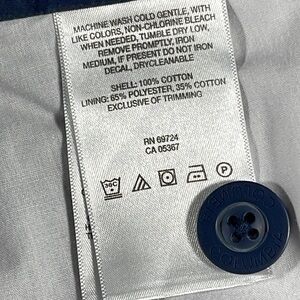 MACHINE WASH COLD GENTLE, WITH
LIKE COLORS, NON-CHLORINE BLEACH
WHEN NEEDED, TUMBLE DRY LOW,
REMOVE PROMPTLY, IRON
MEDIUM, IF PRESENT DO NOT IRON
DECAL, DRYCLEANABLE
SHELL: 100% COTTON
LINING: 65% POLYESTER, 35% COTTON
EXCLUSIVE OF TRIMMING
RN 69724
CA 05367
P
COLUMBIA